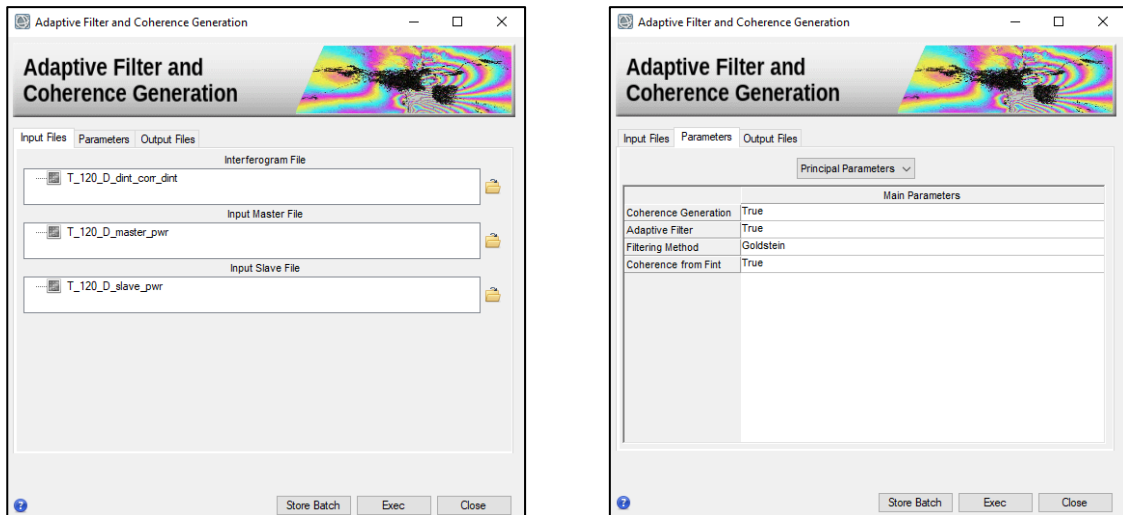 Adaptive Filter and Coherence Generation
Adaptive Filter and
Coherence Generation
Input Files Parameters Output Files
Interferogram File
T_120_D_dint_corr_dint
Input Master File
T_120_D_master_pwr
Input Slave File
T_120_D_slave_pwr
Store Batch Exec Close
Adaptive Filter and Coherence Generation
Adaptive Filter and
Coherence Generation
Input Files Parameters Output Files
Principal Parameters
Main Parameters
Coherence Generation True
Adaptive Filter True
Filtering Method Goldstein
Coherence from Fint True
Store Batch Exec Close